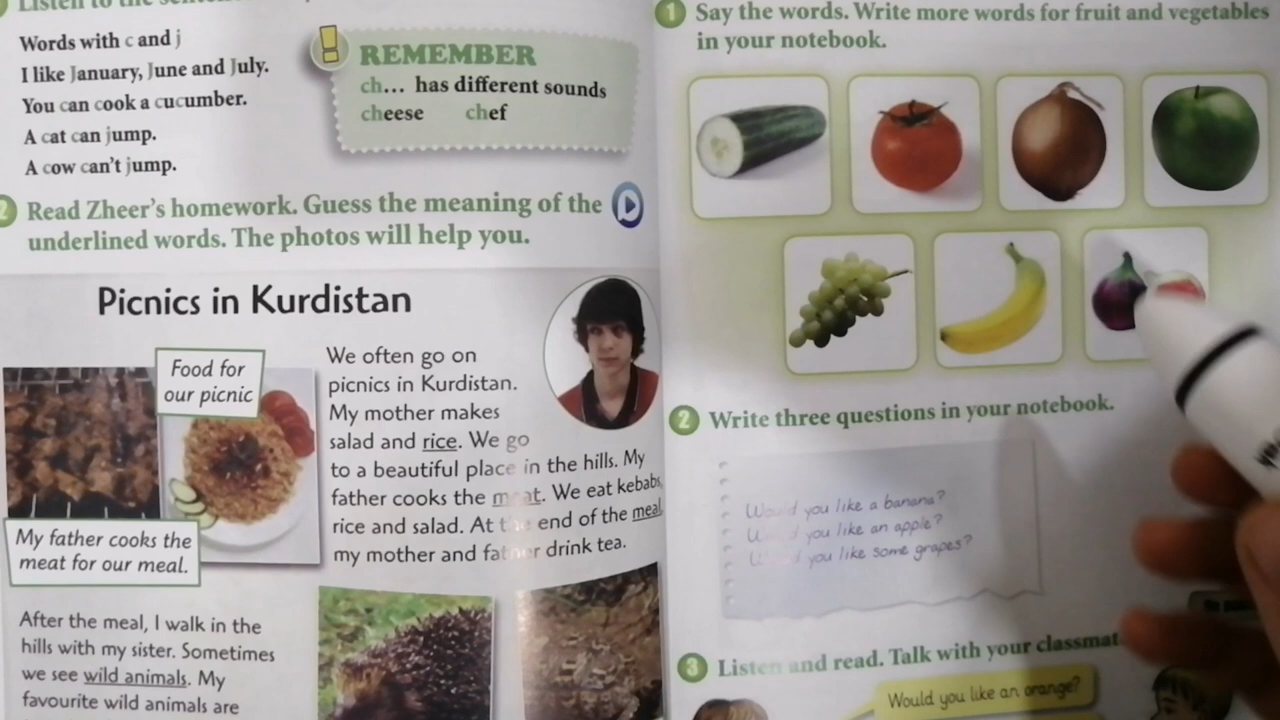 Words with c and j
I like January, June and July.
You can cook a cucumber.
A cat can jump.
A cow can't jump.
!
REMEMBER
ch... has different sounds
cheese chef
2 Read Zheer's homework. Guess the meaning of the
underlined words. The photos will help you.
Picnics in Kurdistan
Food for
our picnic
My father cooks the
meat for our meal.
We often go on
picnics in Kurdistan.
My mother makes
salad and rice. We go
to a beautiful place in the hills. My
father cooks the meat. We eat kebabs,
rice and salad. At the end of the meal,
my mother and father drink tea.
After the meal, I walk in the
hills with my sister. Sometimes
we see wild animals. My
favourite wild animals are
1 Say the words. Write more words for fruit and vegetables
in your notebook.
2 Write three questions in your notebook.
Would you like a banana?
Would you like an apple?
Would you like some grapes?
3 Listen and read. Talk with your classmat
Would you like an orange?